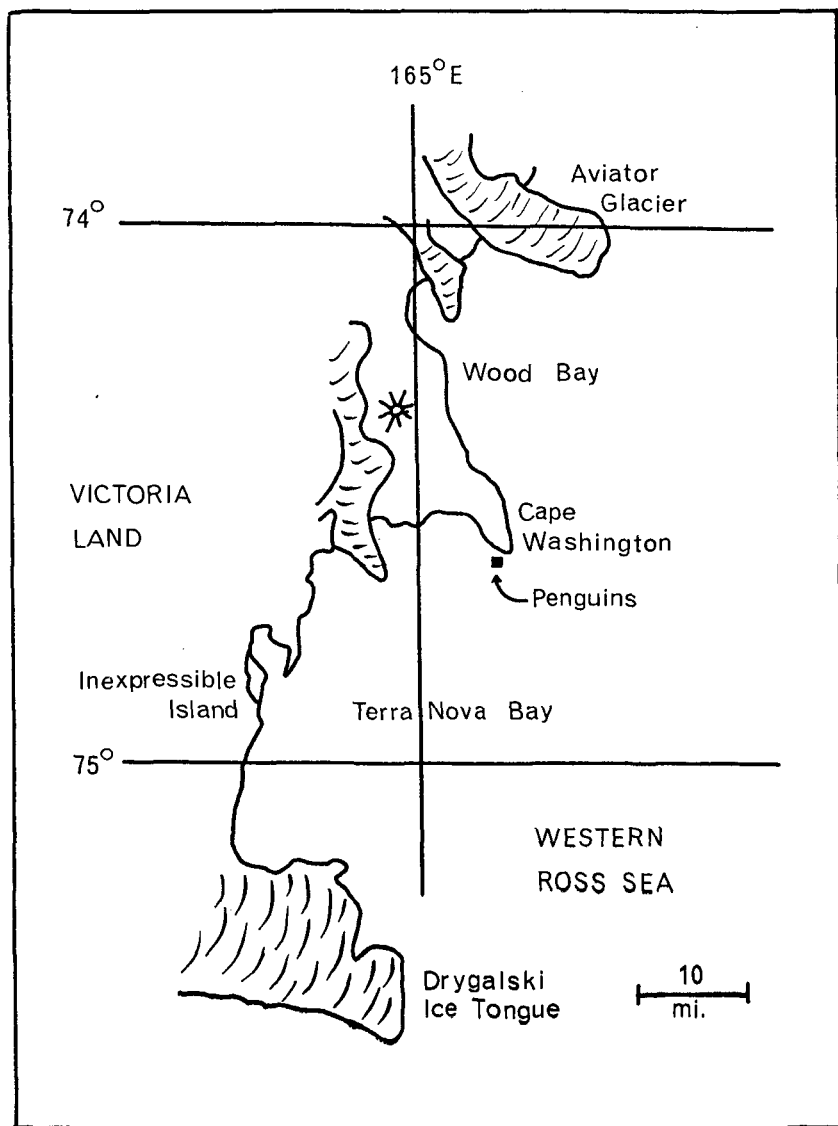 165°E
Aviator
Glacier
74°
Wood Bay
VICTORIA
LAND
Cape
Washington
Penguins
Inexpressible
Island
Terra Nova Bay
75°
WESTERN
ROSS SEA
Drygalski
Ice Tongue
10
mi.